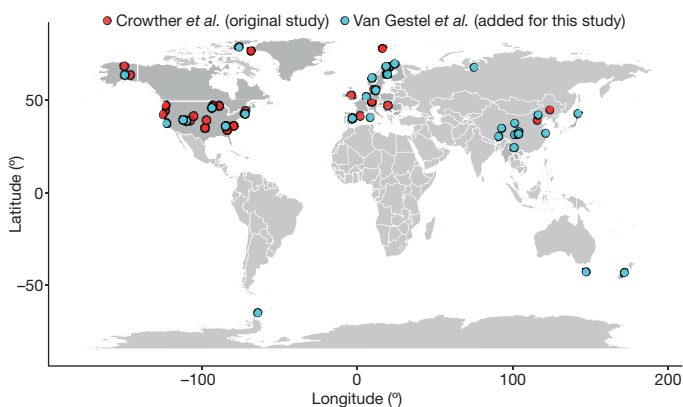 Crowther et al. (original study) Van Gestel et al. (added for this study)
50
0
−50
Latitude (º)
−100 0 100 200
Longitude (º)